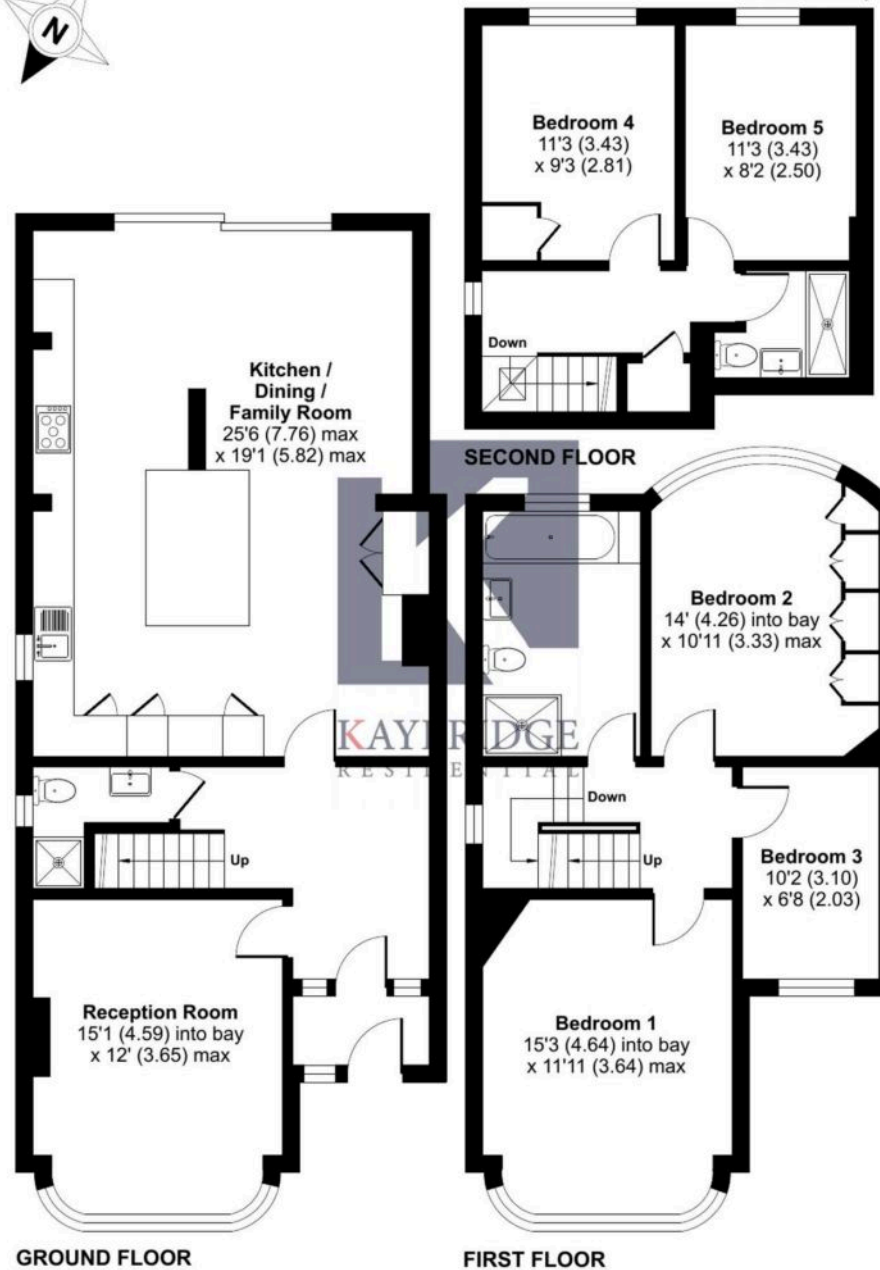 N
Bedroom 4
11'3 (3.43)
x 9'3 (2.81)
Bedroom 5
11'3 (3.43)
x 8'2 (2.50)
Down
SECOND FLOOR
Kitchen /
Dining /
Family Room
25'6 (7.76) max
x 19'1 (5.82) max
Up
Reception Room
15'1 (4.59) into bay
x 12' (3.65) max
GROUND FLOOR
Bedroom 2
14' (4.26) into bay
x 10'11 (3.33) max
Down
Up
Bedroom 3
10'2 (3.10)
x 6'8 (2.03)
Bedroom 1
15'3 (4.64) into bay
x 11'11 (3.64) max
FIRST FLOOR
KAYBRIDGE
RESIDENTIAL